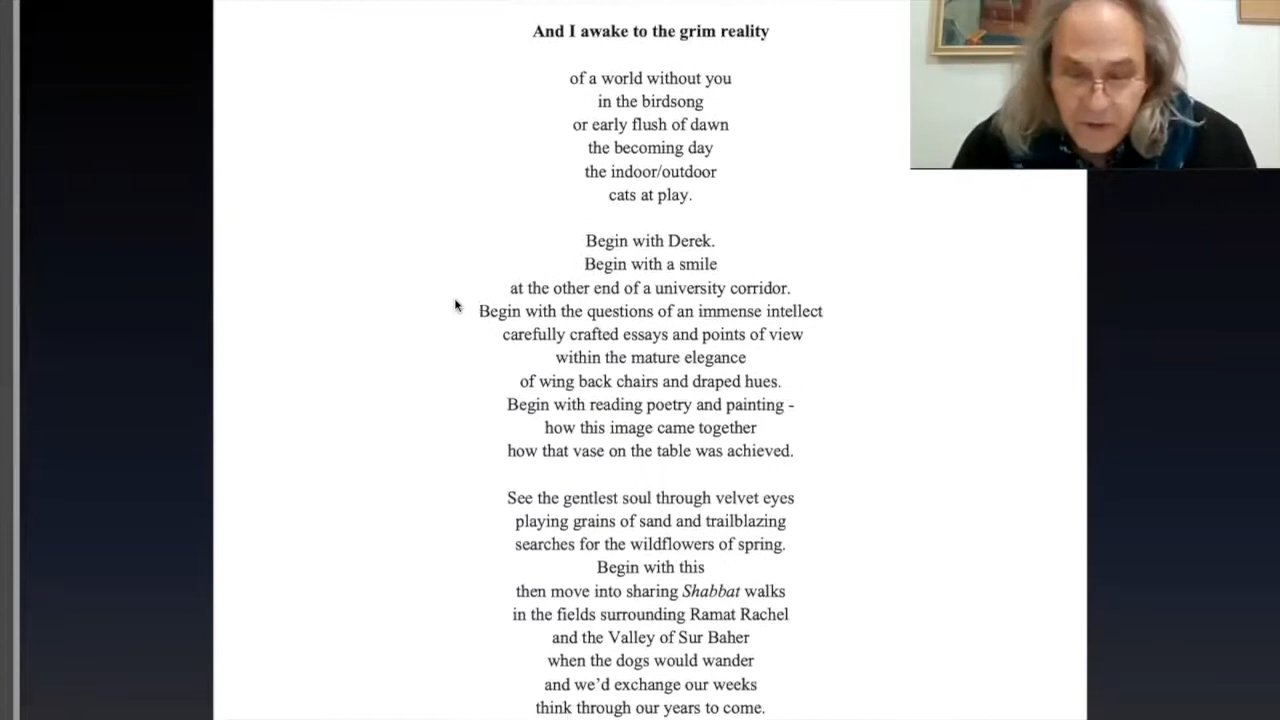 And I awake to the grim reality
of a world without you
in the birdsong
or early flush of dawn
the becoming day
the indoor/outdoor
cats at play.
Begin with Derek.
Begin with a smile
at the other end of a university corridor.
Begin with the questions of an immense intellect
carefully crafted essays and points of view
within the mature elegance
of wing back chairs and draped hues.
Begin with reading poetry and painting -
how this image came together
how that vase on the table was achieved.
See the gentlest soul through velvet eyes
playing grains of sand and trailblazing
searches for the wildflowers of spring.
Begin with this
then move into sharing Shabbat walks
in the fields surrounding Ramat Rachel
and the Valley of Sur Baher
when the dogs would wander
and we’d exchange our weeks
think through our years to come.